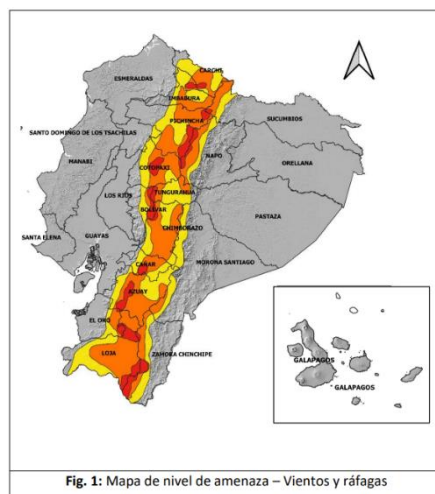 CARCHI
ESMERALDAS
IMBABURA
SUCUMBIOS
PICHINCHA
SANTO DOMINGO DE LOS TSACHILAS
NAPO
ORELLANA
COTOPAXI
MANABI
TUNGURAHUA
LOS RIOS
BOLIVAR
PASTAZA
CHIMBORAZO
SANTA ELENA
GUAYAS
MORONA SANTIAGO
CAÑAR
AZUAY
EL ORO
LOJA
ZAMORA CHINCHIPE
GALAPAGOS
GALAPAGOS
Fig. 1: Mapa de nivel de amenaza – Vientos y ráfagas